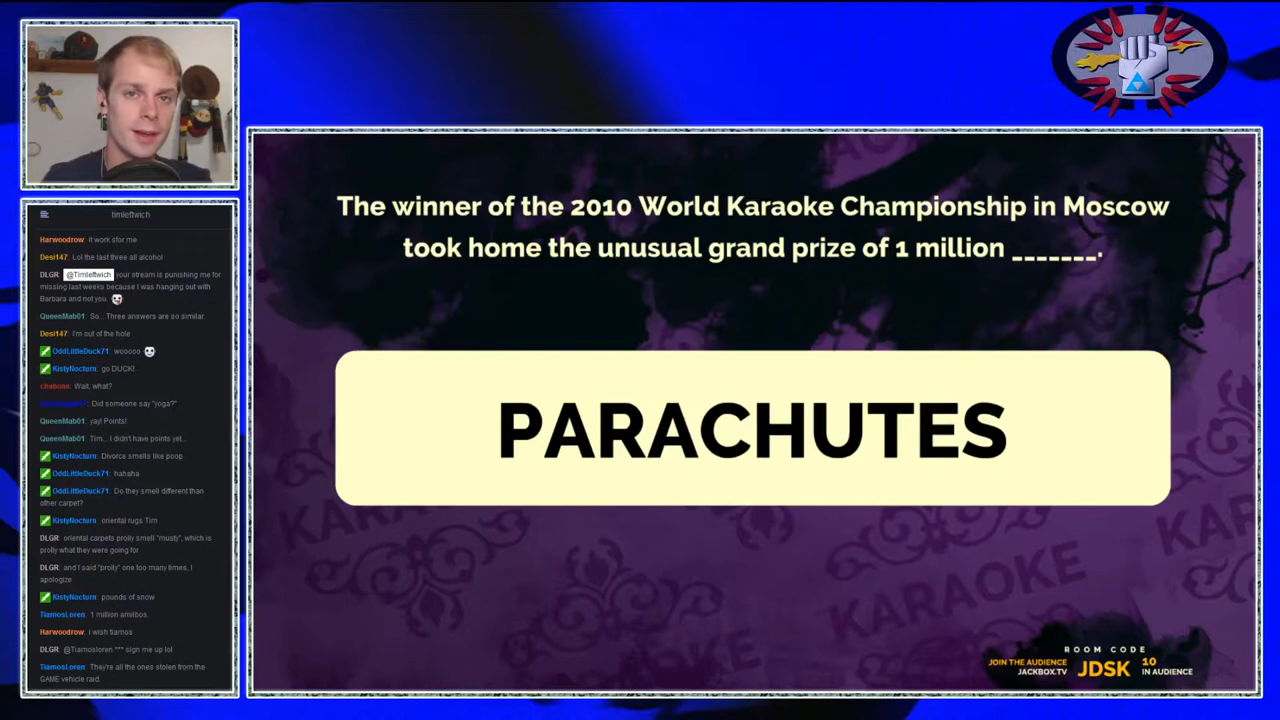 timleftwich
Harwoodrow: it work sfor me
Desi147: Lol the last three all alcohol
DLGR: @Timleftwich your stream is punishing me for
missing last weeks because I was hanging out with
Barbara and not you.
QueenMab01: So... Three answers are so similar.
Desi147: I'm out of the hole
OddLittleDuck71: wooooo
KistyNocturn: go DUCK!
chabone: Wait, what?
Did someone say "yoga?"
QueenMab01: yay! Points!
QueenMab01: Tim... I didn't have points yet...
KistyNocturn: Divorce smells like poop
OddLittleDuck71: hahaha
OddLittleDuck71: Do they smell different than
other carpet?
KistyNocturn: oriental rugs Tim
DLGR: oriental carpets prolly smell "musty", which is
prolly what they were going for
DLGR: and I said "prolly" one too many times, I
apologize
KistyNocturn: pounds of snow
TiamosLoren: 1 million amiibos.
Harwoodrow: i wish tiamos
DLGR: @Tiamosloren *** sign me up lol
TiamosLoren: They're all the ones stolen from the
GAME vehicle raid.
The winner of the 2010 World Karaoke Championship in Moscow
took home the unusual grand prize of 1 million _______.
PARACHUTES
KARAOKE
KARAOKE
ROOM CODE
JOIN THE AUDIENCE
JACKBOX.TV
JDSK
10
IN AUDIENCE